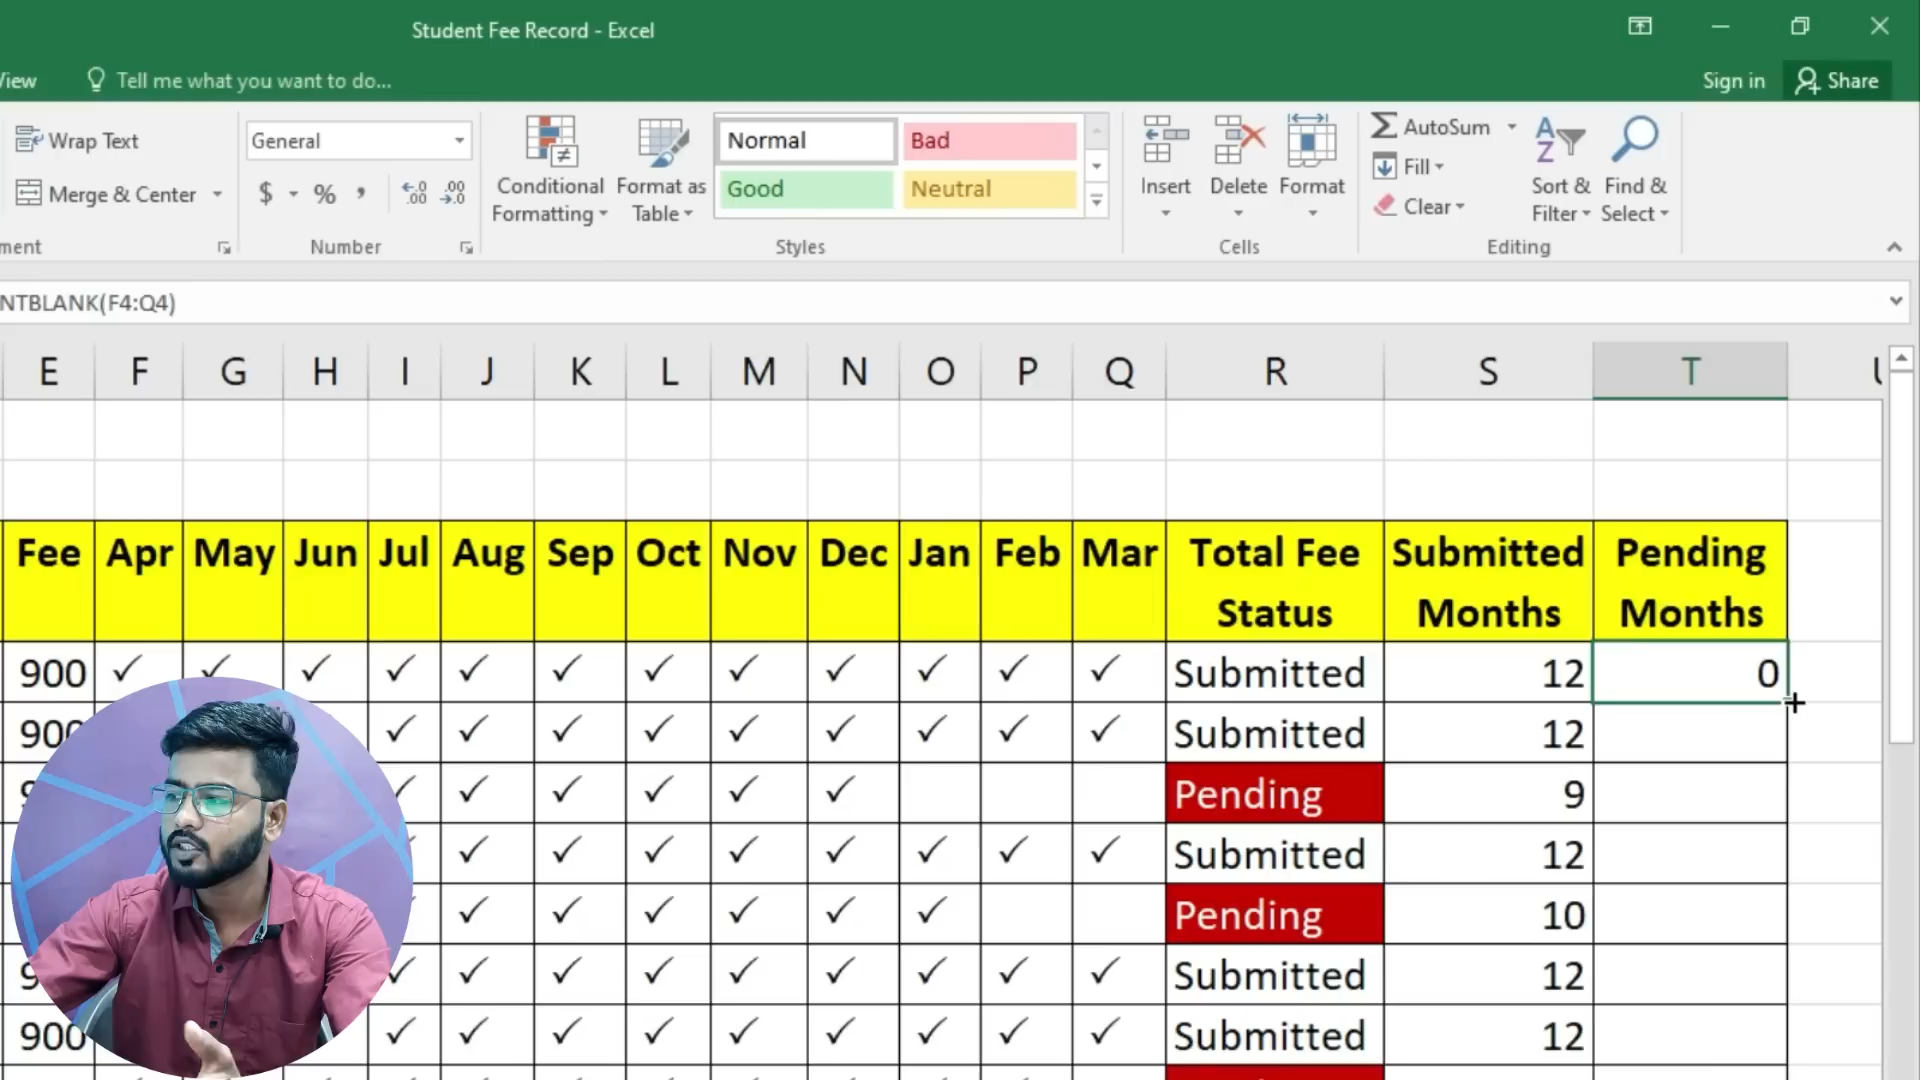 Student Fee Record - Excel
View Tell me what you want to do... Sign in Share
Wrap Text General Normal Bad AutoSum
Merge & Center $ % , Conditional Formatting Format as Table Good Neutral Insert Delete Format Fill Clear Sort & Filter Find & Select
ment Number Styles Cells Editing
NTBLANK(F4:Q4)
E F G H I J K L M N O P Q R S T
Fee Apr May Jun Jul Aug Sep Oct Nov Dec Jan Feb Mar Total Fee Status Submitted Months Pending Months
900 ✓ ✓ ✓ ✓ ✓ ✓ ✓ ✓ ✓ ✓ ✓ ✓ Submitted 12 0
900 ✓ ✓ ✓ ✓ ✓ ✓ ✓ ✓ ✓ Submitted 12
✓ ✓ ✓ ✓ ✓ ✓ Pending 9
✓ ✓ ✓ ✓ ✓ ✓ ✓ ✓ Submitted 12
✓ ✓ ✓ ✓ ✓ ✓ Pending 10
✓ ✓ ✓ ✓ ✓ ✓ ✓ ✓ ✓ Submitted 12
900 ✓ ✓ ✓ ✓ ✓ ✓ ✓ ✓ ✓ Submitted 12